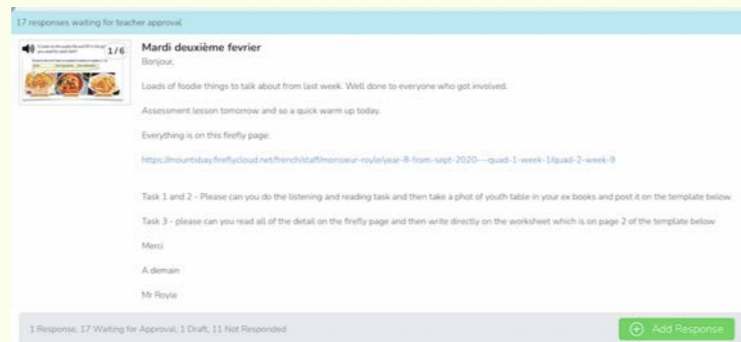 17 responses waiting for teacher approval
1/6
Mardi deuxième fevrier
Bonjour,
Loads of foodie things to talk about from last week. Well done to everyone who got involved.
Assessment lesson tomorrow and so a quick warm up today.
Everything is on this firefly page:
https://mountsbay.fireflycloud.net/french/staff/monsieur-royle/year-8-from-sept-2020---quad-1-week-1/quad-2-week-9
Task 1 and 2 - Please can you do the listening and reading task and then take a phot of youth table in your ex books and post it on the template below.
Task 3 - please can you read all of the detail on the firefly page and then write directly on the worksheet which is on page 2 of the template below
Merci
A demain
Mr Royle
1 Response, 17 Waiting for Approval, 1 Draft, 11 Not Responded
Add Response